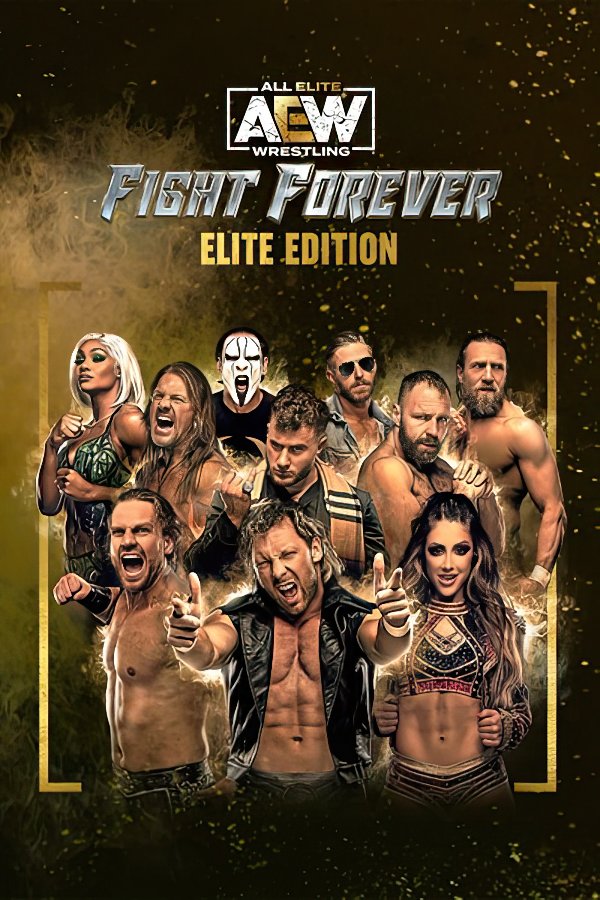 ALL ELITE
AEW
WRESTLING
FIGHT FOREVER
ELITE EDITION